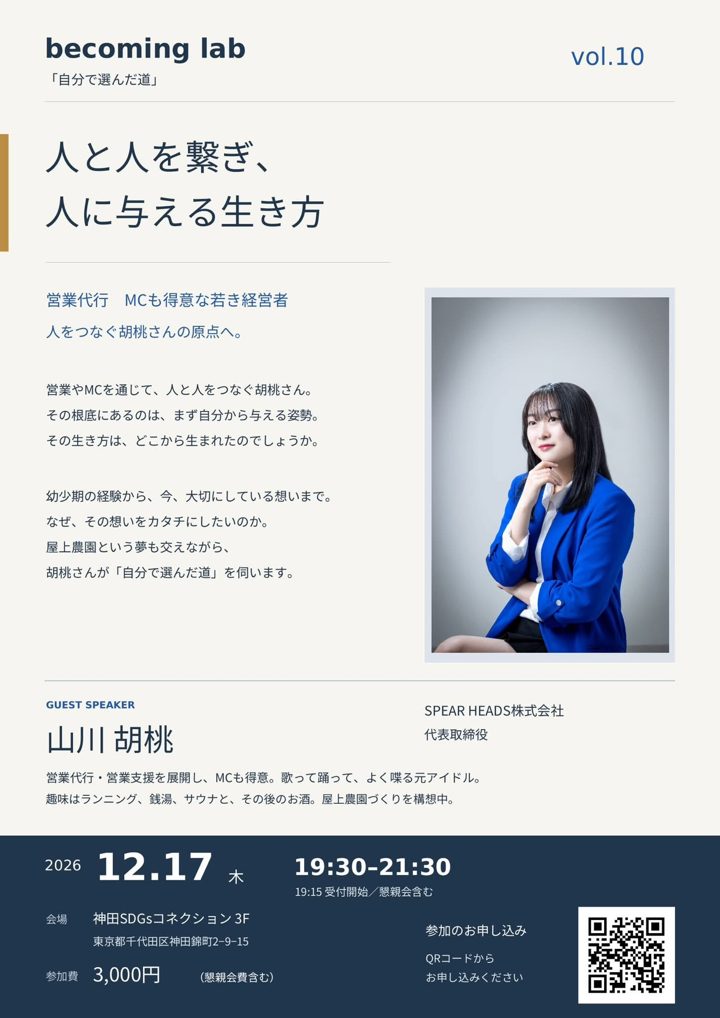 becoming lab
vol.10
「自分で選んだ道」
人と人を繋ぎ、
人に与える生き方
営業代行　MCも得意な若き経営者
人をつなぐ胡桃さんの原点へ。
営業やMCを通じて、人と人をつなぐ胡桃さん。
その根底にあるのは、まず自分から与える姿勢。
その生き方は、どこから生まれたのでしょうか。
幼少期の経験から、今、大切にしている想いまで。
なぜ、その想いをカタチにしたいのか。
屋上農園という夢も交えながら、
胡桃さんが「自分で選んだ道」を伺います。
GUEST SPEAKER
山川 胡桃
SPEAR HEADS株式会社
代表取締役
営業代行・営業支援を展開し、MCも得意。歌って踊って、よく喋る元アイドル。
趣味はランニング、銭湯、サウナと、その後のお酒。屋上農園づくりを構想中。
2026 12.17 木
19:30–21:30
19:15 受付開始／懇親会含む
会場 神田SDGsコネクション 3F
東京都千代田区神田錦町2−9−15
参加費 3,000円 （懇親会費含む）
参加のお申し込み
QRコードから
お申し込みください